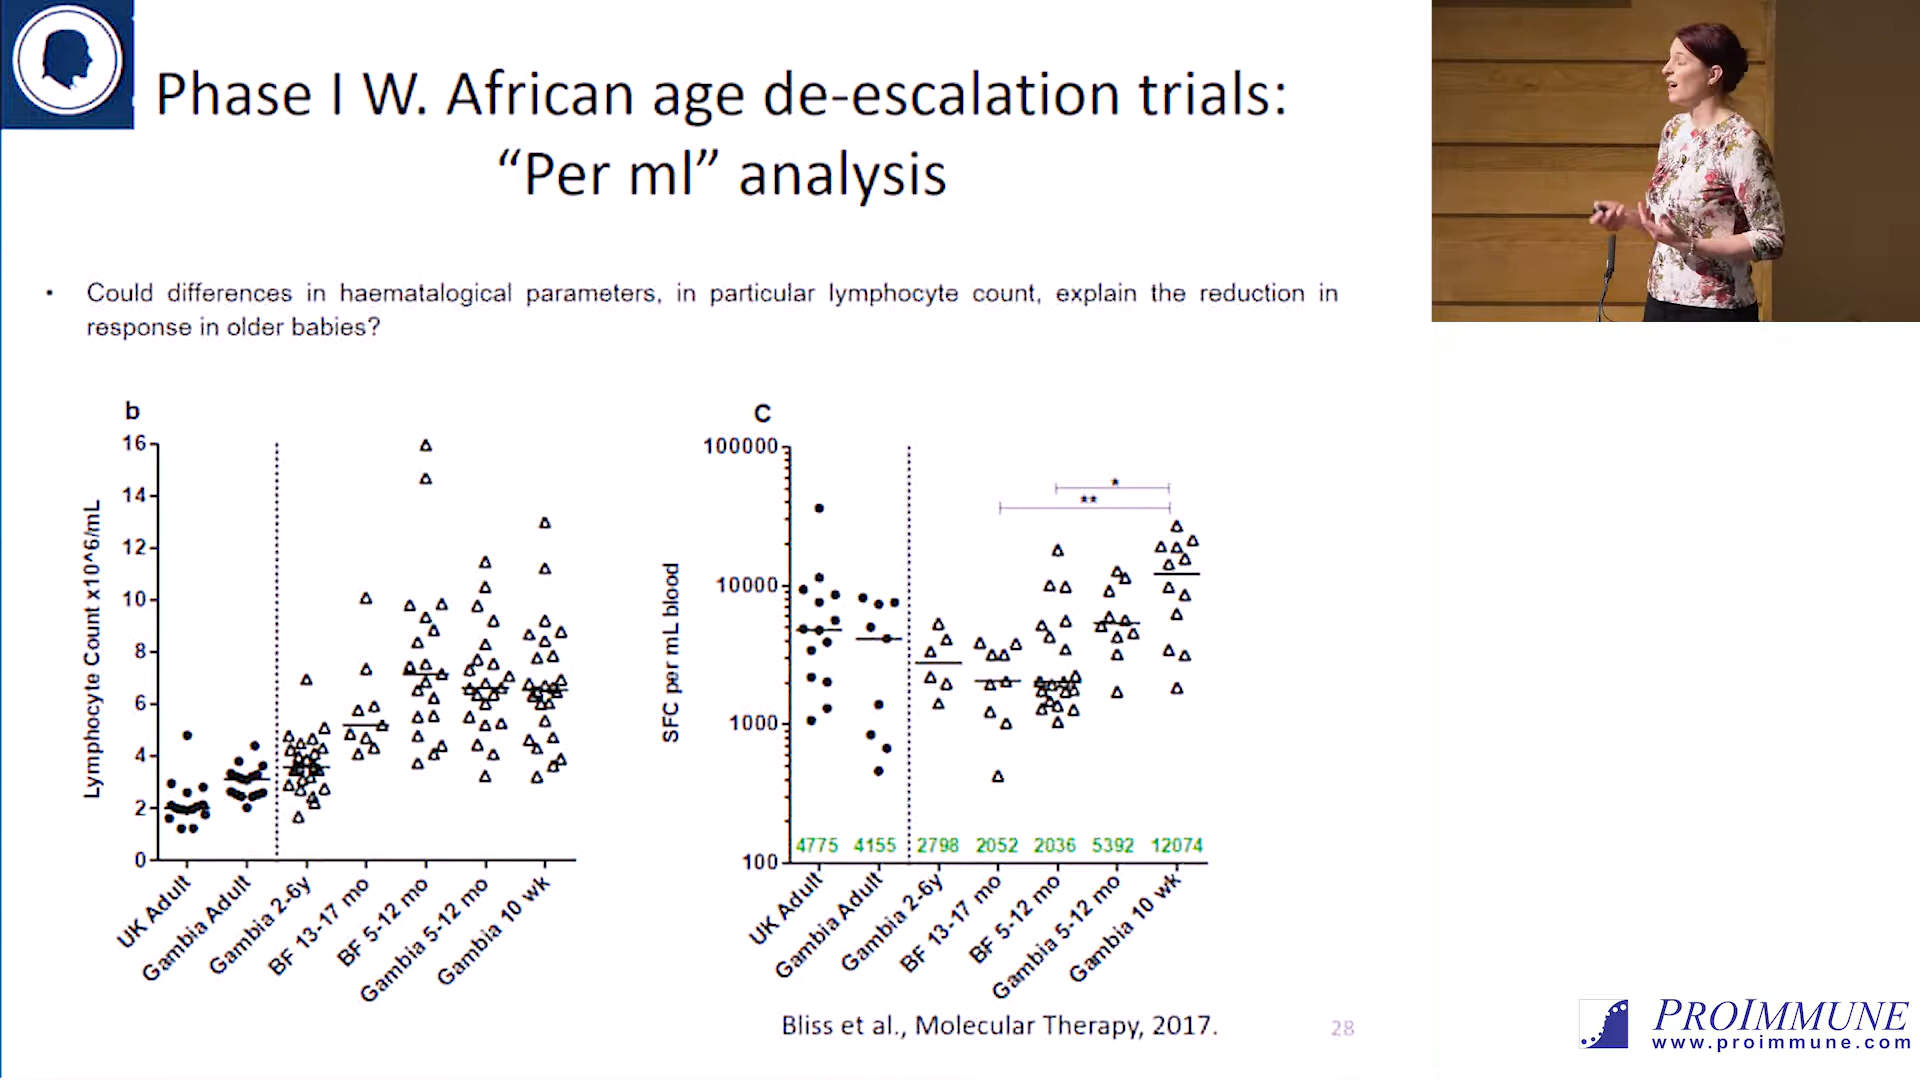 Phase I W. African age de-escalation trials:
“Per ml” analysis
• Could differences in haematalogical parameters, in particular lymphocyte count, explain the reduction in
response in older babies?
b
Lymphocyte Count x10^6/mL
16
14
12
10
8
6
4
2
0
UK Adult
Gambia Adult
Gambia 2-6y
BF 13-17 mo
BF 5-12 mo
Gambia 5-12 mo
Gambia 10 wk
C
SFC per mL blood
100000
10000
1000
100
*
**
4775 4155 2798 2052 2036 5392 12074
UK Adult
Gambia Adult
Gambia 2-6y
BF 13-17 mo
BF 5-12 mo
Gambia 5-12 mo
Gambia 10 wk
Bliss et al., Molecular Therapy, 2017.
28
PROIMMUNE
www.proimmune.com